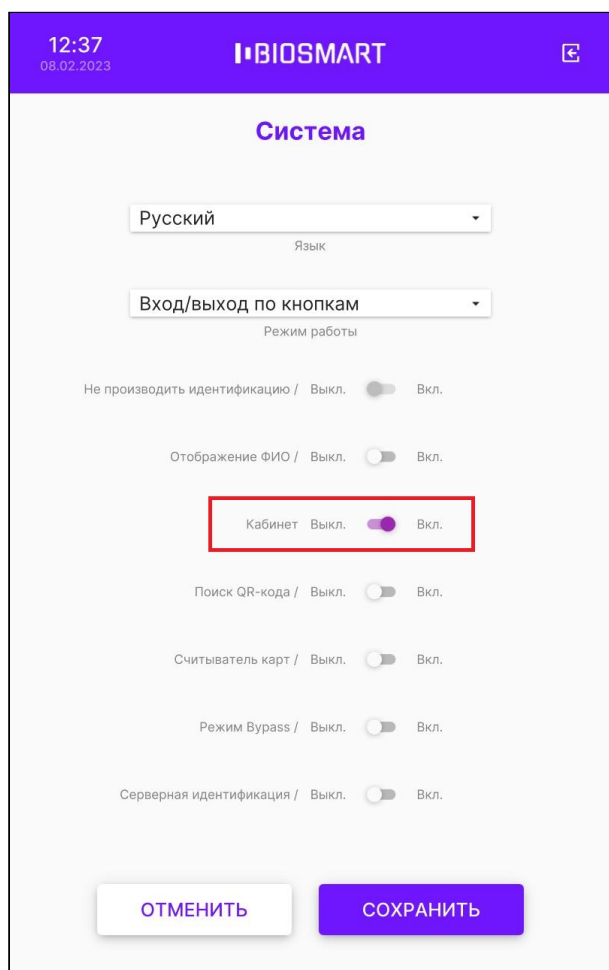 12:37
08.02.2023
BIOSMART
Система
Русский
Язык
Вход/выход по кнопкам
Режим работы
Не производить идентификацию / Выкл. Вкл.
Отображение ФИО / Выкл. Вкл.
Кабинет Выкл. Вкл.
Поиск QR-кода / Выкл. Вкл.
Считыватель карт / Выкл. Вкл.
Режим Bypass / Выкл. Вкл.
Серверная идентификация / Выкл. Вкл.
ОТМЕНИТЬ СОХРАНИТЬ